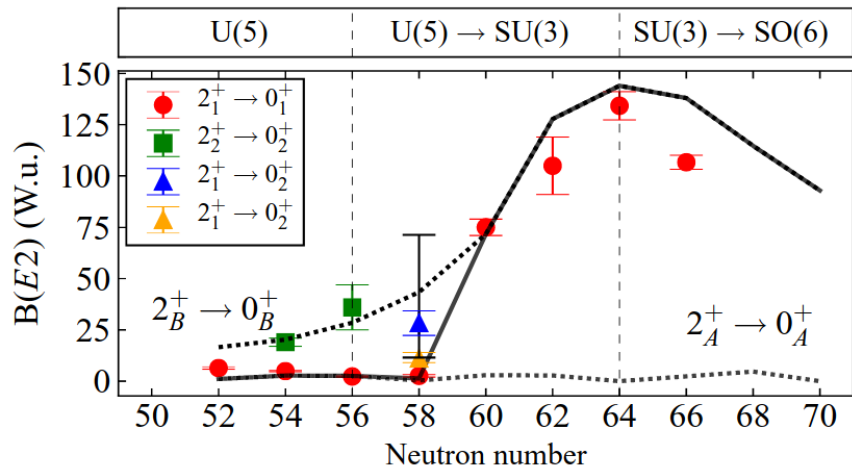 U(5) U(5) → SU(3) SU(3) → SO(6)
150
125
100
75
50
25
0
B(E2) (W.u.)
2₁⁺ → 0₁⁺
2₂⁺ → 0₂⁺
2₁⁺ → 0₂⁺
2₁⁺ → 0₂⁺
2_B⁺ → 0_B⁺
2_A⁺ → 0_A⁺
50 52 54 56 58 60 62 64 66 68 70
Neutron number